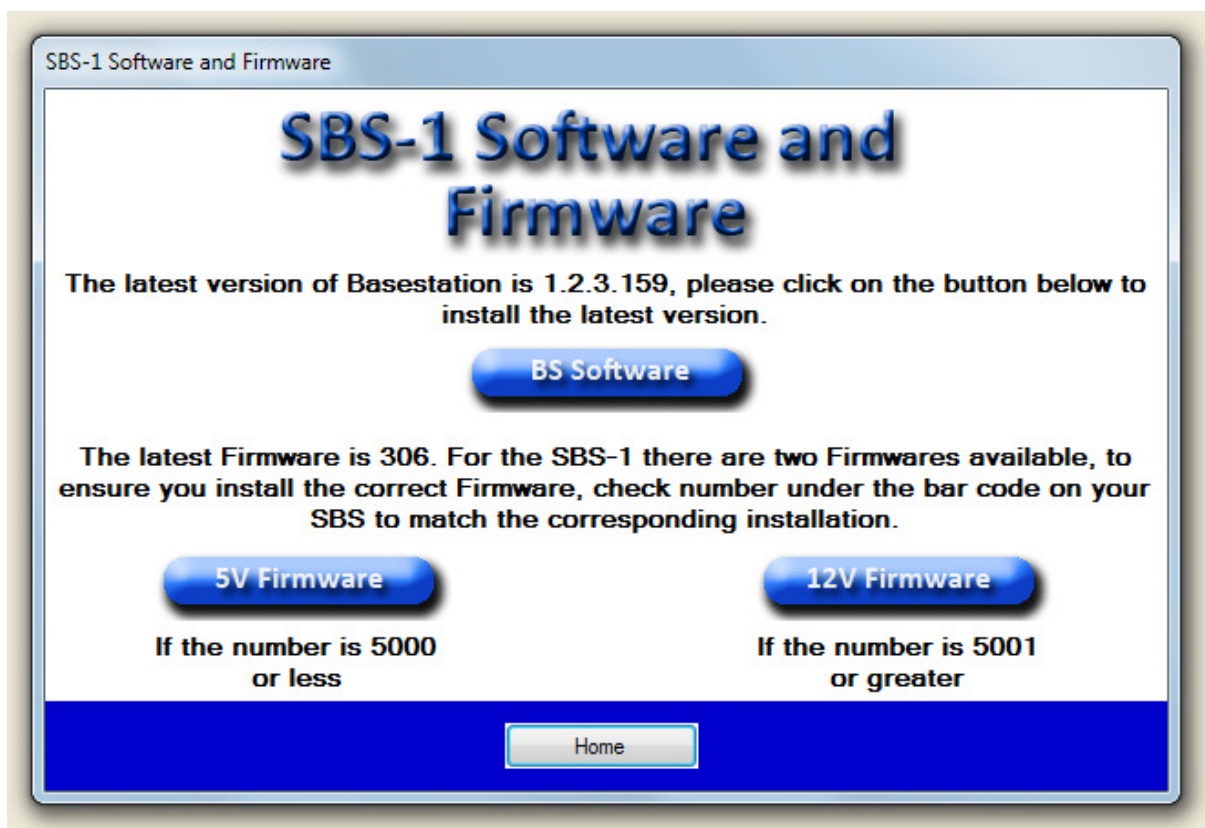 SBS-1 Software and Firmware
SBS-1 Software and
Firmware
The latest version of Basestation is 1.2.3.159, please click on the button below to
install the latest version.
BS Software
The latest Firmware is 306. For the SBS-1 there are two Firmwares available, to
ensure you install the correct Firmware, check number under the bar code on your
SBS to match the corresponding installation.
5V Firmware
12V Firmware
If the number is 5000
or less
If the number is 5001
or greater
Home